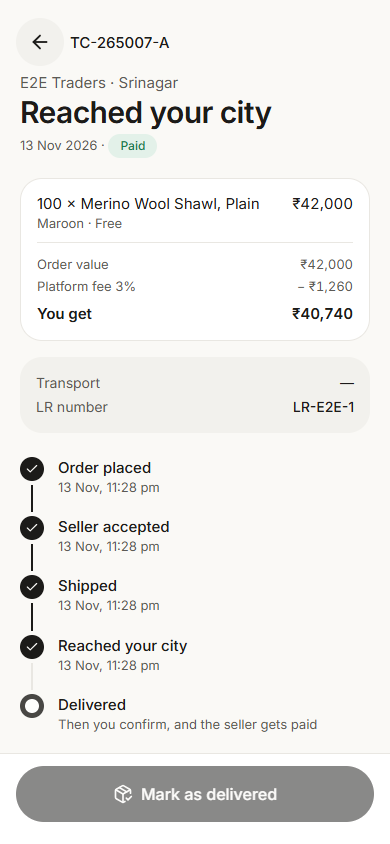 TC-265007-A
E2E Traders · Srinagar
Reached your city
13 Nov 2026 · Paid
100 × Merino Wool Shawl, Plain ₹42,000
Maroon · Free
Order value ₹42,000
Platform fee 3% − ₹1,260
You get ₹40,740
Transport —
LR number LR-E2E-1
Order placed
13 Nov, 11:28 pm
Seller accepted
13 Nov, 11:28 pm
Shipped
13 Nov, 11:28 pm
Reached your city
13 Nov, 11:28 pm
Delivered
Then you confirm, and the seller gets paid
Mark as delivered